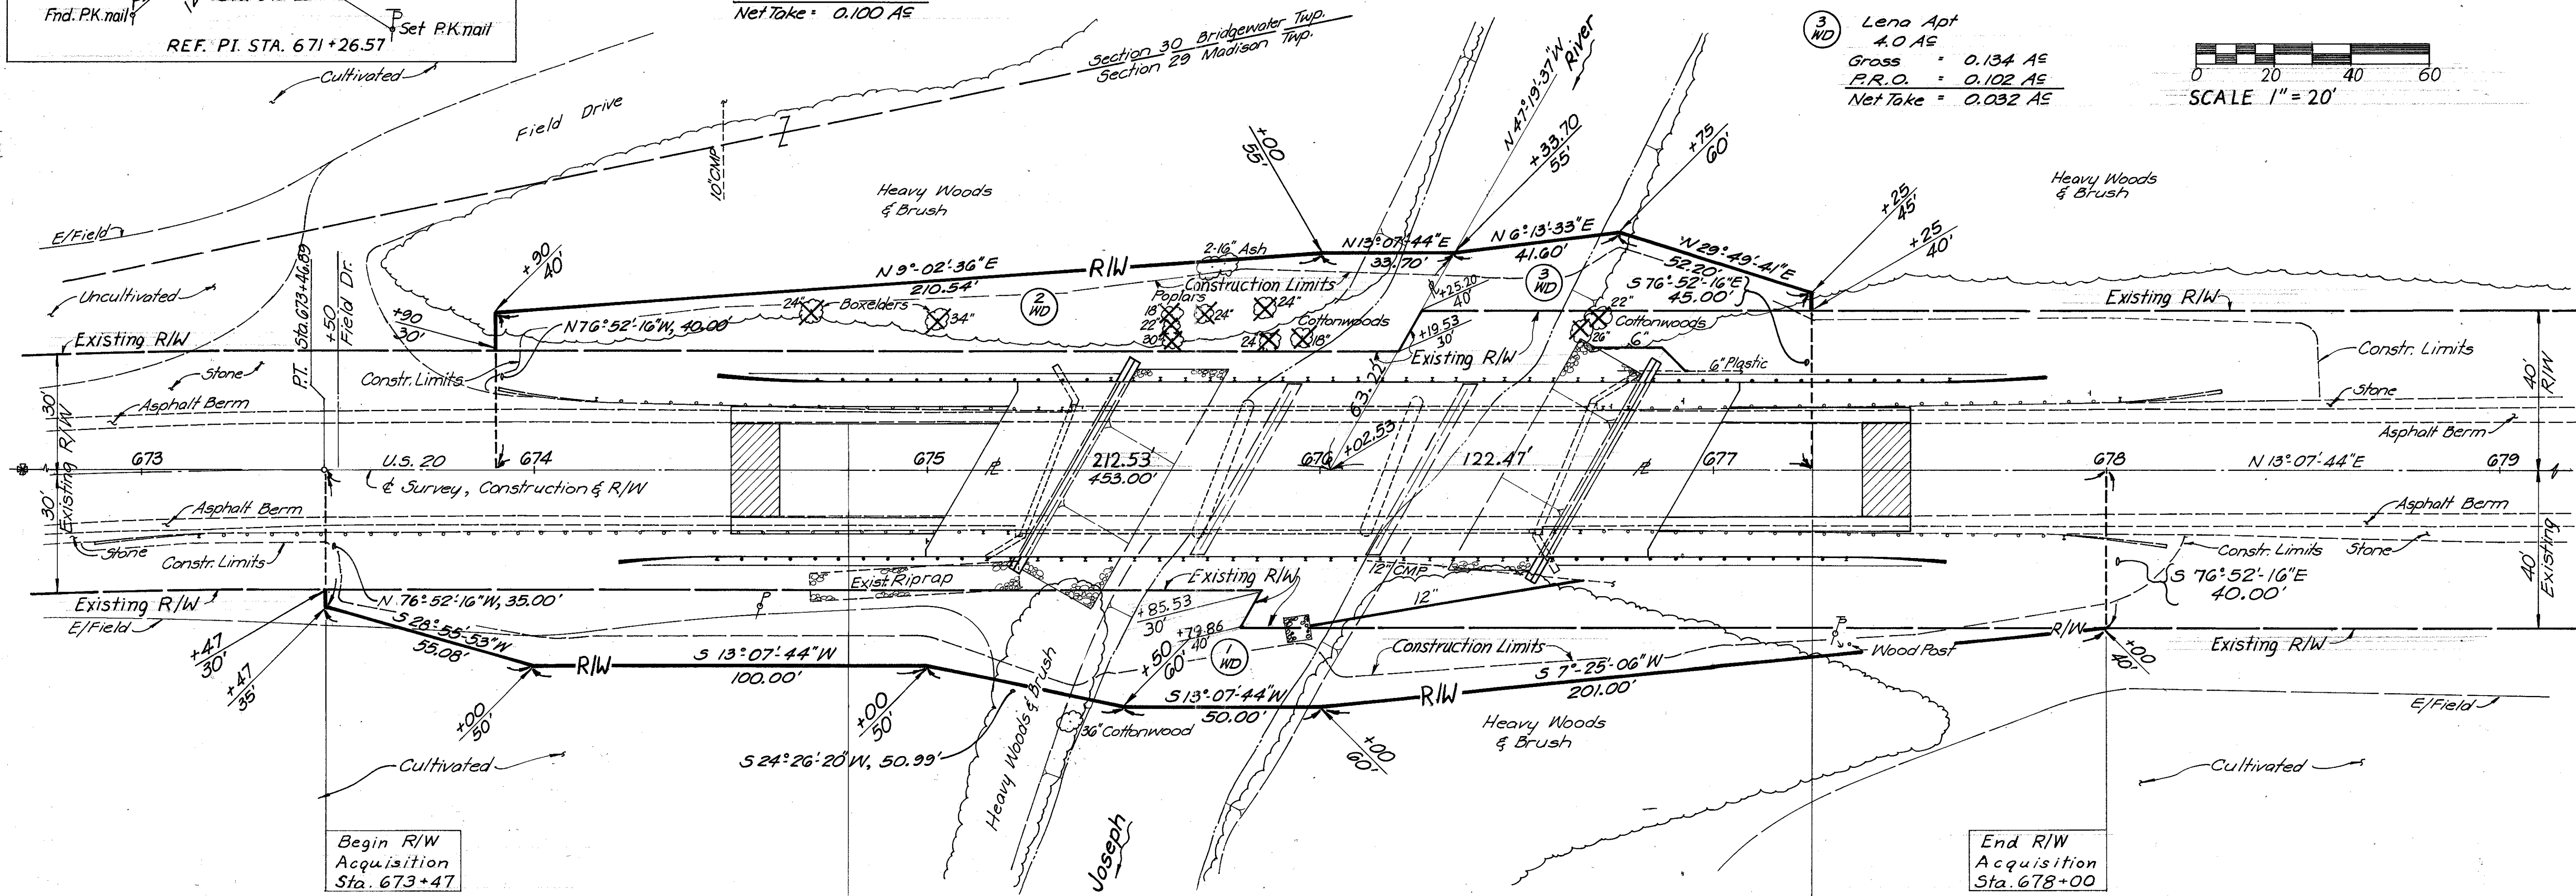 Fnd. P.K. nail
Set P.K. nail
REF. P.I. STA. 671+26.57
Net Take = 0.100 Ac
Section 30 Bridgewater Twp.
Section 29 Madison Twp.
N 47°-19'-37" W
River
3
WD
Lena Apt
4.0 Ac
Gross = 0.134 Ac
P.R.O. = 0.102 Ac
Net Take = 0.032 Ac
0 20 40 60
SCALE 1" = 20'
Cultivated
Field Drive
10" CMP
Heavy Woods
& Brush
+00
55'
+33.70
55'
+75
60'
+25
45'
+25
40'
Heavy Woods
& Brush
E/Field
Uncultivated
P.T. Sta. 673+46.89
+50
Field Dr.
+90
40'
N 9°-02'-36" E
210.54'
R/W
2-16" Ash
N 13°-07'-44" E
33.70'
N 6°-13'-33" E
41.60'
N 29°-49'-41" E
52.20'
S 76°-52'-16" E
45.00'
2
WD
3
WD
Construction Limits
24"
Boxelders
34"
Poplars
18"
22"
30"
24"
24"
24"
Cottonwoods
18"
+25.20
40'
+19.53
30'
22"
26"
Cottonwoods
6"
6" Plastic
+90
30'
N 76°-52'-16" W, 40.00'
Existing R/W
Existing R/W
Existing R/W
Constr. Limits
Constr. Limits
Stone
Asphalt Berm
Stone
Asphalt Berm
30'
30'
Existing R/W
40'
R/W
40'
Existing
63.22'
+02.53
673
674
675
676
677
678
679
U.S. 20
℄ Survey, Construction & R/W
℄
212.53'
453.00'
122.47'
℄
N 13°-07'-44" E
Asphalt Berm
Stone
Constr. Limits
Asphalt Berm
Constr. Limits
Stone
Exist Riprap
Existing R/W
12" CMP
12"
S 76°-52'-16" E
40.00'
Existing R/W
E/Field
N 76°-52'-16" W, 35.00'
+85.53
30'
+79.86
40'
+47
30'
+47
35'
S 28°-55'-53" W
55.08'
R/W
S 13°-07'-44" W
100.00'
+50
60'
1
WD
Construction Limits
S 7°-25'-06" W
201.00'
R/W
Wood Post
R/W
Existing R/W
+00
40'
+00
50'
+00
50'
S 13°-07'-44" W
50.00'
R/W
+00
60'
36" Cottonwood
Heavy Woods & Brush
S 24°-26'-20" W, 50.99'
Heavy Woods
& Brush
E/Field
Cultivated
Cultivated
Joseph
Begin R/W
Acquisition
Sta. 673+47
End R/W
Acquisition
Sta. 678+00